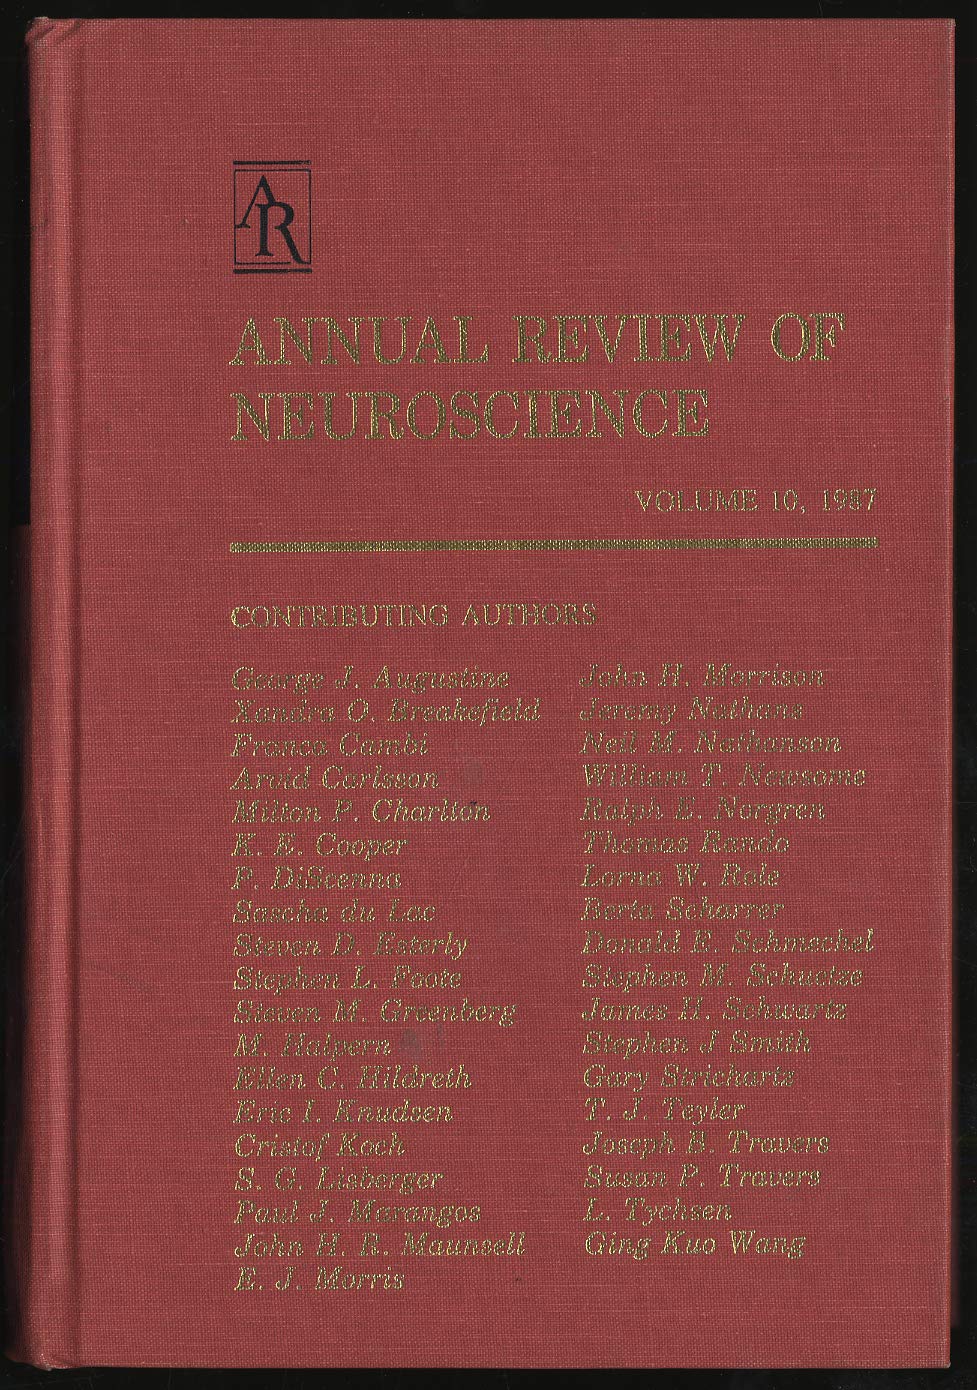 AR
ANNUAL REVIEW OF
NEUROSCIENCE
VOLUME 10, 1987
CONTRIBUTING AUTHORS
George J. Augustine
Xandra O. Breakefield
Franca Cambi
Arvid Carlsson
Milton P. Charlton
K. E. Cooper
P. DiScenna
Sascha du Lac
Steven D. Esterly
Stephen L. Foote
Steven M. Greenberg
M. Halpern
Ellen C. Hildreth
Eric I. Knudsen
Cristof Koch
S. G. Lisberger
Paul J. Marangos
John H. R. Maunsell
E. J. Morris
John H. Morrison
Jeremy Nathans
Neil M. Nathanson
William T. Newsome
Ralph E. Norgren
Thomas Rando
Lorna W. Role
Berta Scharrer
Donald E. Schmechel
Stephen M. Schuetze
James H. Schwartz
Stephen J Smith
Gary Strichartz
T. J. Teyler
Joseph B. Travers
Susan P. Travers
L. Tychsen
Ging Kuo Wang